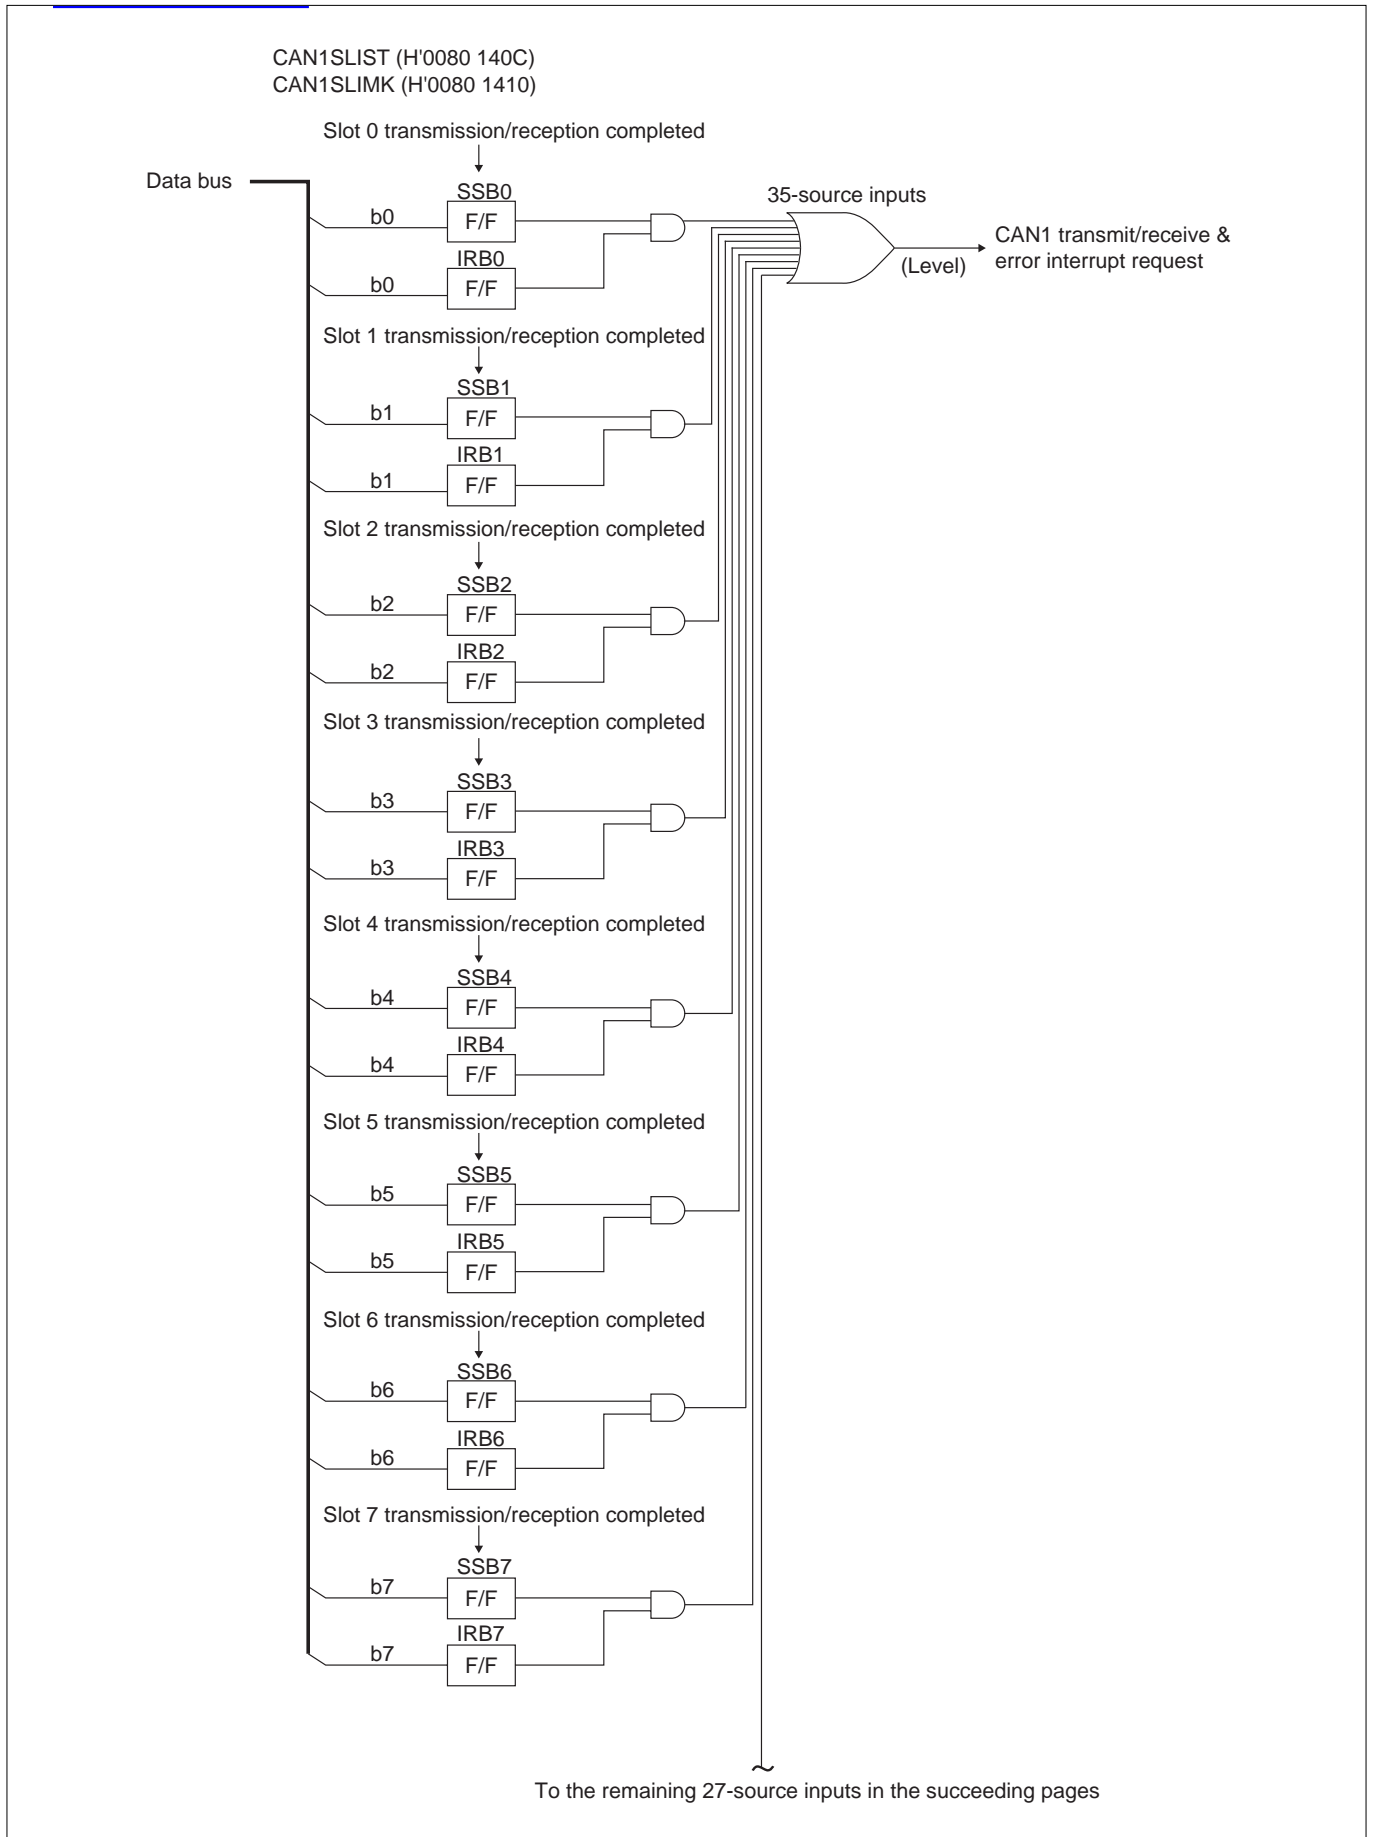 CAN1SLIST (H'0080 140C)
CAN1SLIMK (H'0080 1410)
Slot 0 transmission/reception completed
Data bus
SSB0
b0
F/F
35-source inputs
CAN1 transmit/receive &
error interrupt request
(Level)
IRB0
b0
F/F
Slot 1 transmission/reception completed
SSB1
b1
F/F
IRB1
b1
F/F
Slot 2 transmission/reception completed
SSB2
b2
F/F
IRB2
b2
F/F
Slot 3 transmission/reception completed
SSB3
b3
F/F
IRB3
b3
F/F
Slot 4 transmission/reception completed
SSB4
b4
F/F
IRB4
b4
F/F
Slot 5 transmission/reception completed
SSB5
b5
F/F
IRB5
b5
F/F
Slot 6 transmission/reception completed
SSB6
b6
F/F
IRB6
b6
F/F
Slot 7 transmission/reception completed
SSB7
b7
F/F
IRB7
b7
F/F
To the remaining 27-source inputs in the succeeding pages